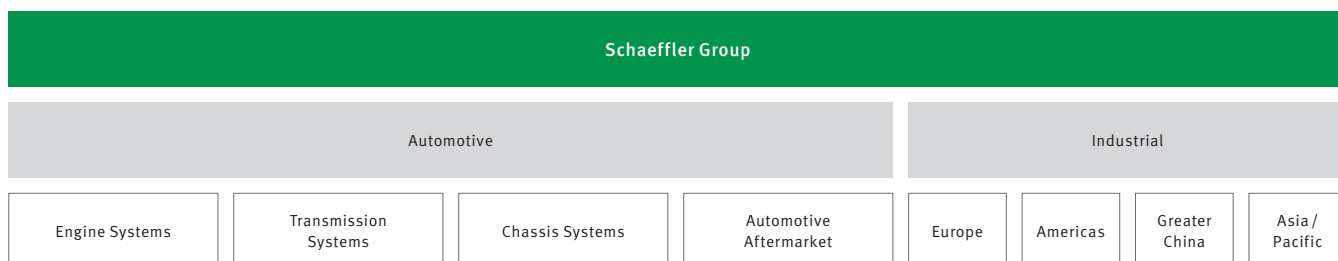 Schaeffler Group
Automotive
Industrial
Engine Systems
Transmission
Systems
Chassis Systems
Automotive
Aftermarket
Europe
Americas
Greater
China
Asia /
Pacific